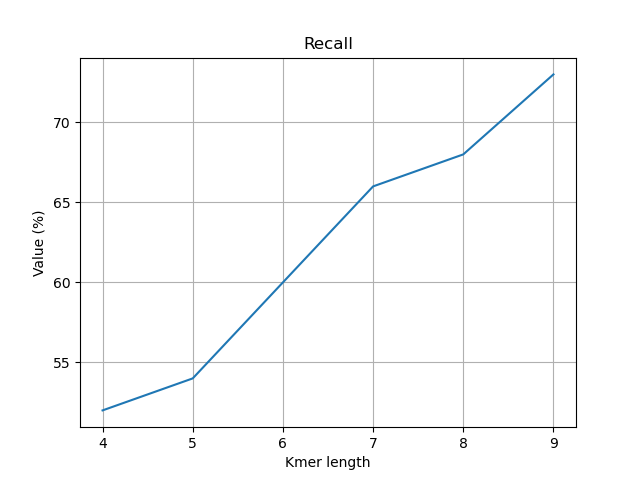 Recall
Value (%)
70
65
60
55
4 5 6 7 8 9
Kmer length